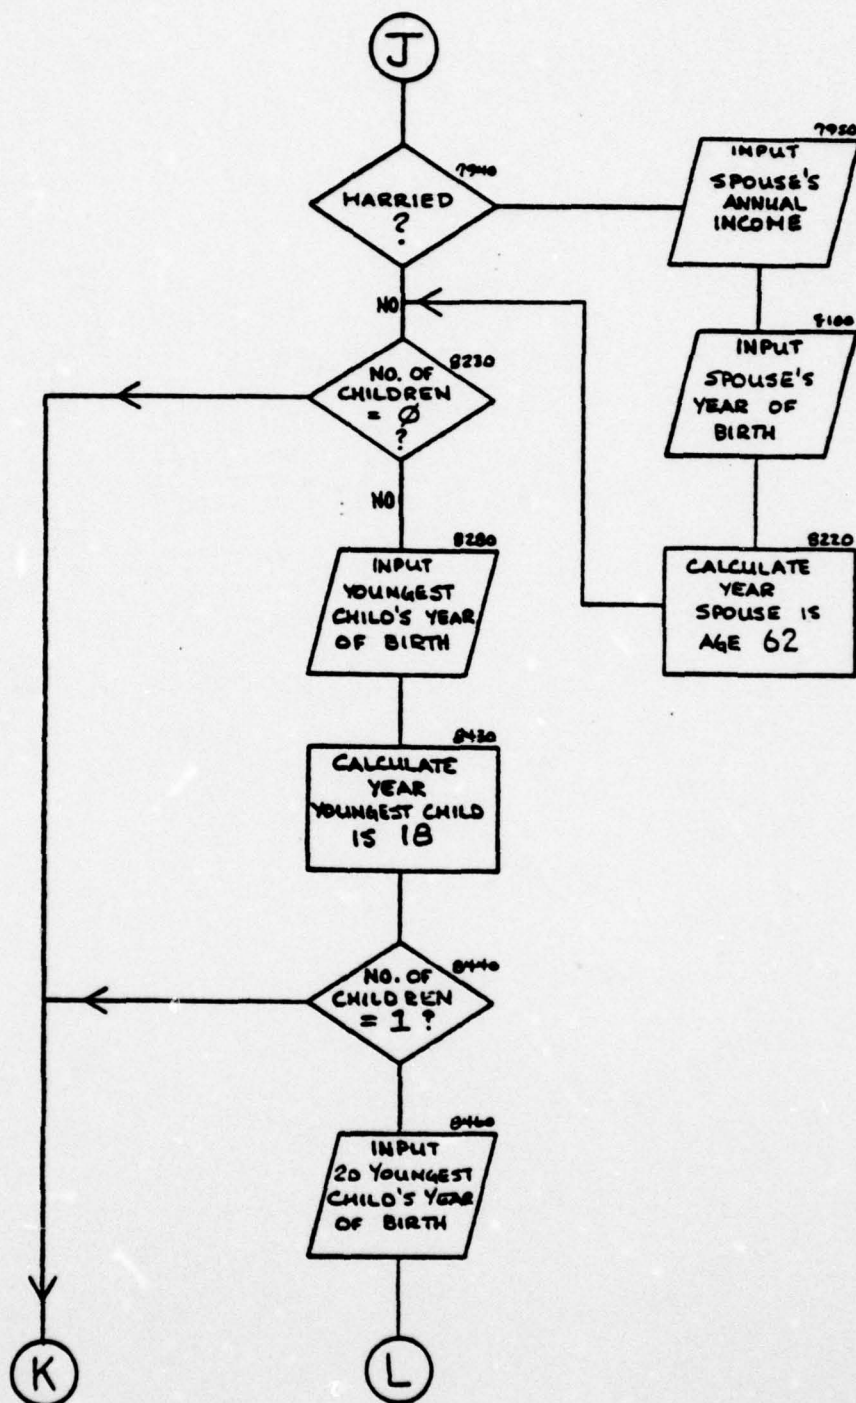 J
7940
HARRIED
?
7950
INPUT
SPOUSE'S
ANNUAL
INCOME
NO
8100
INPUT
SPOUSE'S
YEAR OF
BIRTH
8230
NO. OF
CHILDREN
= Ø
?
NO
8220
CALCULATE
YEAR
SPOUSE IS
AGE 62
8280
INPUT
YOUNGEST
CHILD'S YEAR
OF BIRTH
8430
CALCULATE
YEAR
YOUNGEST CHILD
IS 18
8440
NO. OF
CHILDREN
= 1 ?
8460
INPUT
2D YOUNGEST
CHILD'S YEAR
OF BIRTH
K
L